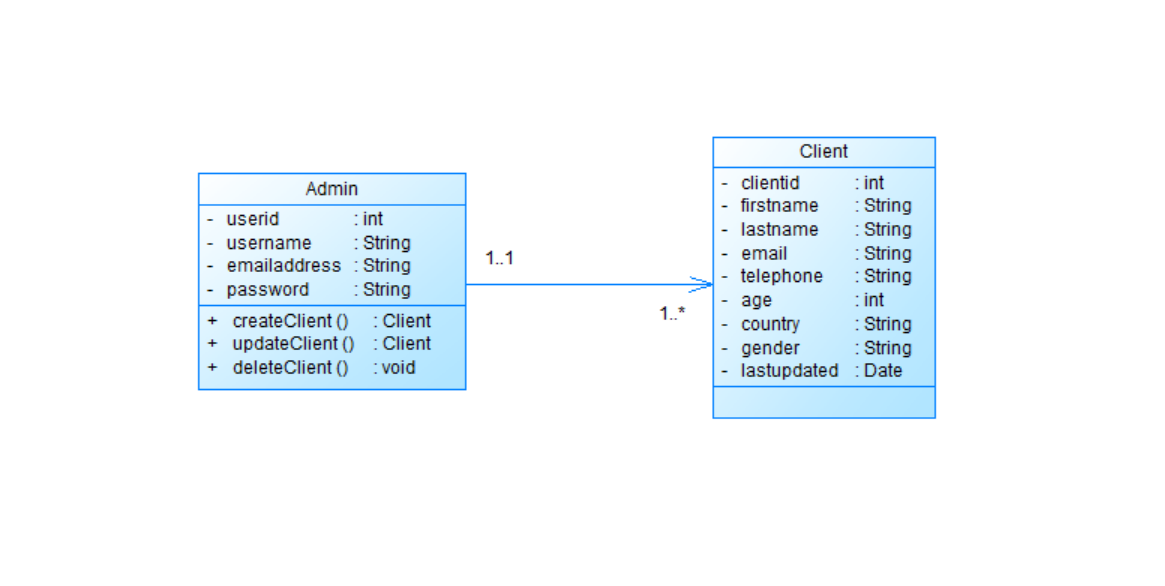 Admin
- userid : int
- username : String
- emailaddress : String
- password : String
+ createClient () : Client
+ updateClient () : Client
+ deleteClient () : void
1..1
1..*
Client
- clientid : int
- firstname : String
- lastname : String
- email : String
- telephone : String
- age : int
- country : String
- gender : String
- lastupdated : Date